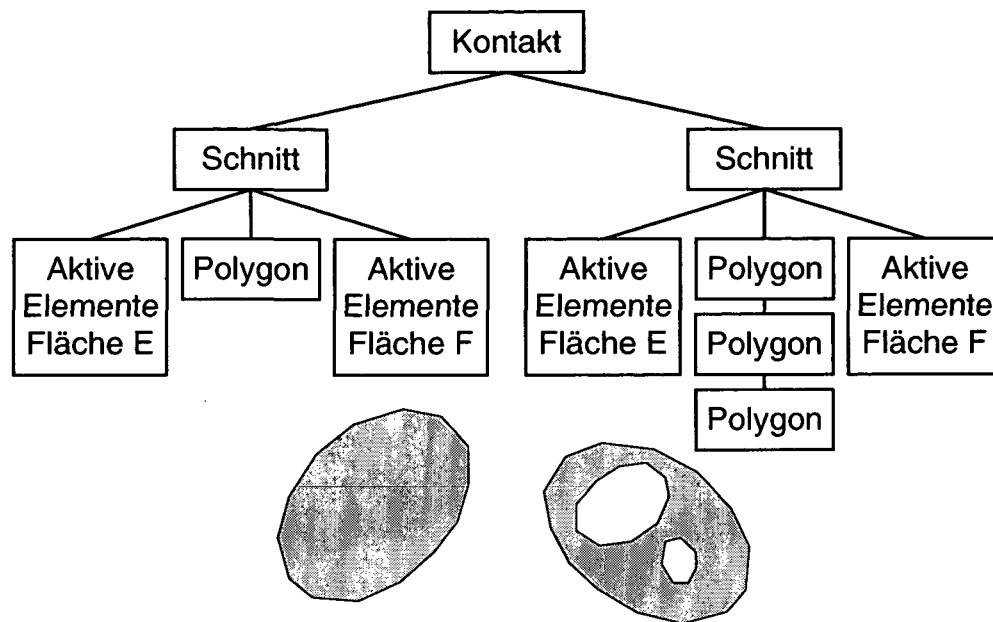 Kontakt
Schnitt
Schnitt
Aktive
Elemente
Fläche E
Polygon
Aktive
Elemente
Fläche F
Aktive
Elemente
Fläche E
Polygon
Polygon
Polygon
Aktive
Elemente
Fläche F